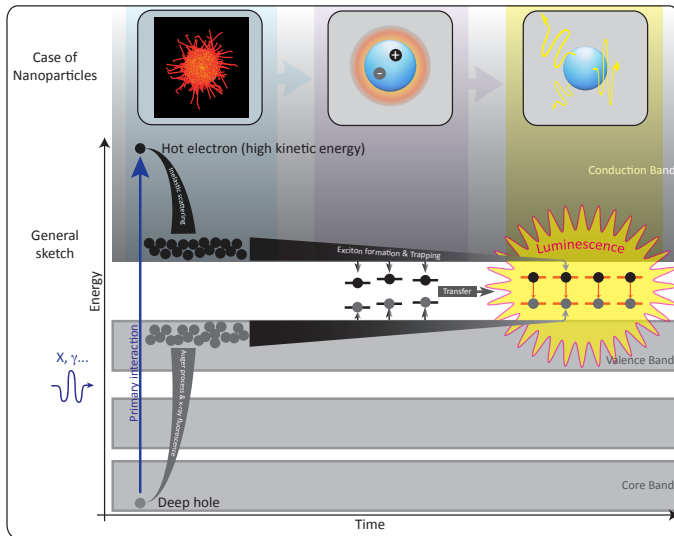 Case of
Nanoparticles
+
-
Hot electron (high kinetic energy)
Inelastic scattering
Conduction Band
General
sketch
Energy
Exciton formation & Trapping
Luminescence
Transfer
X, γ...
Primary interaction
Auger process & x-ray fluorescence
Valence Band
Core Band
Deep hole
Time